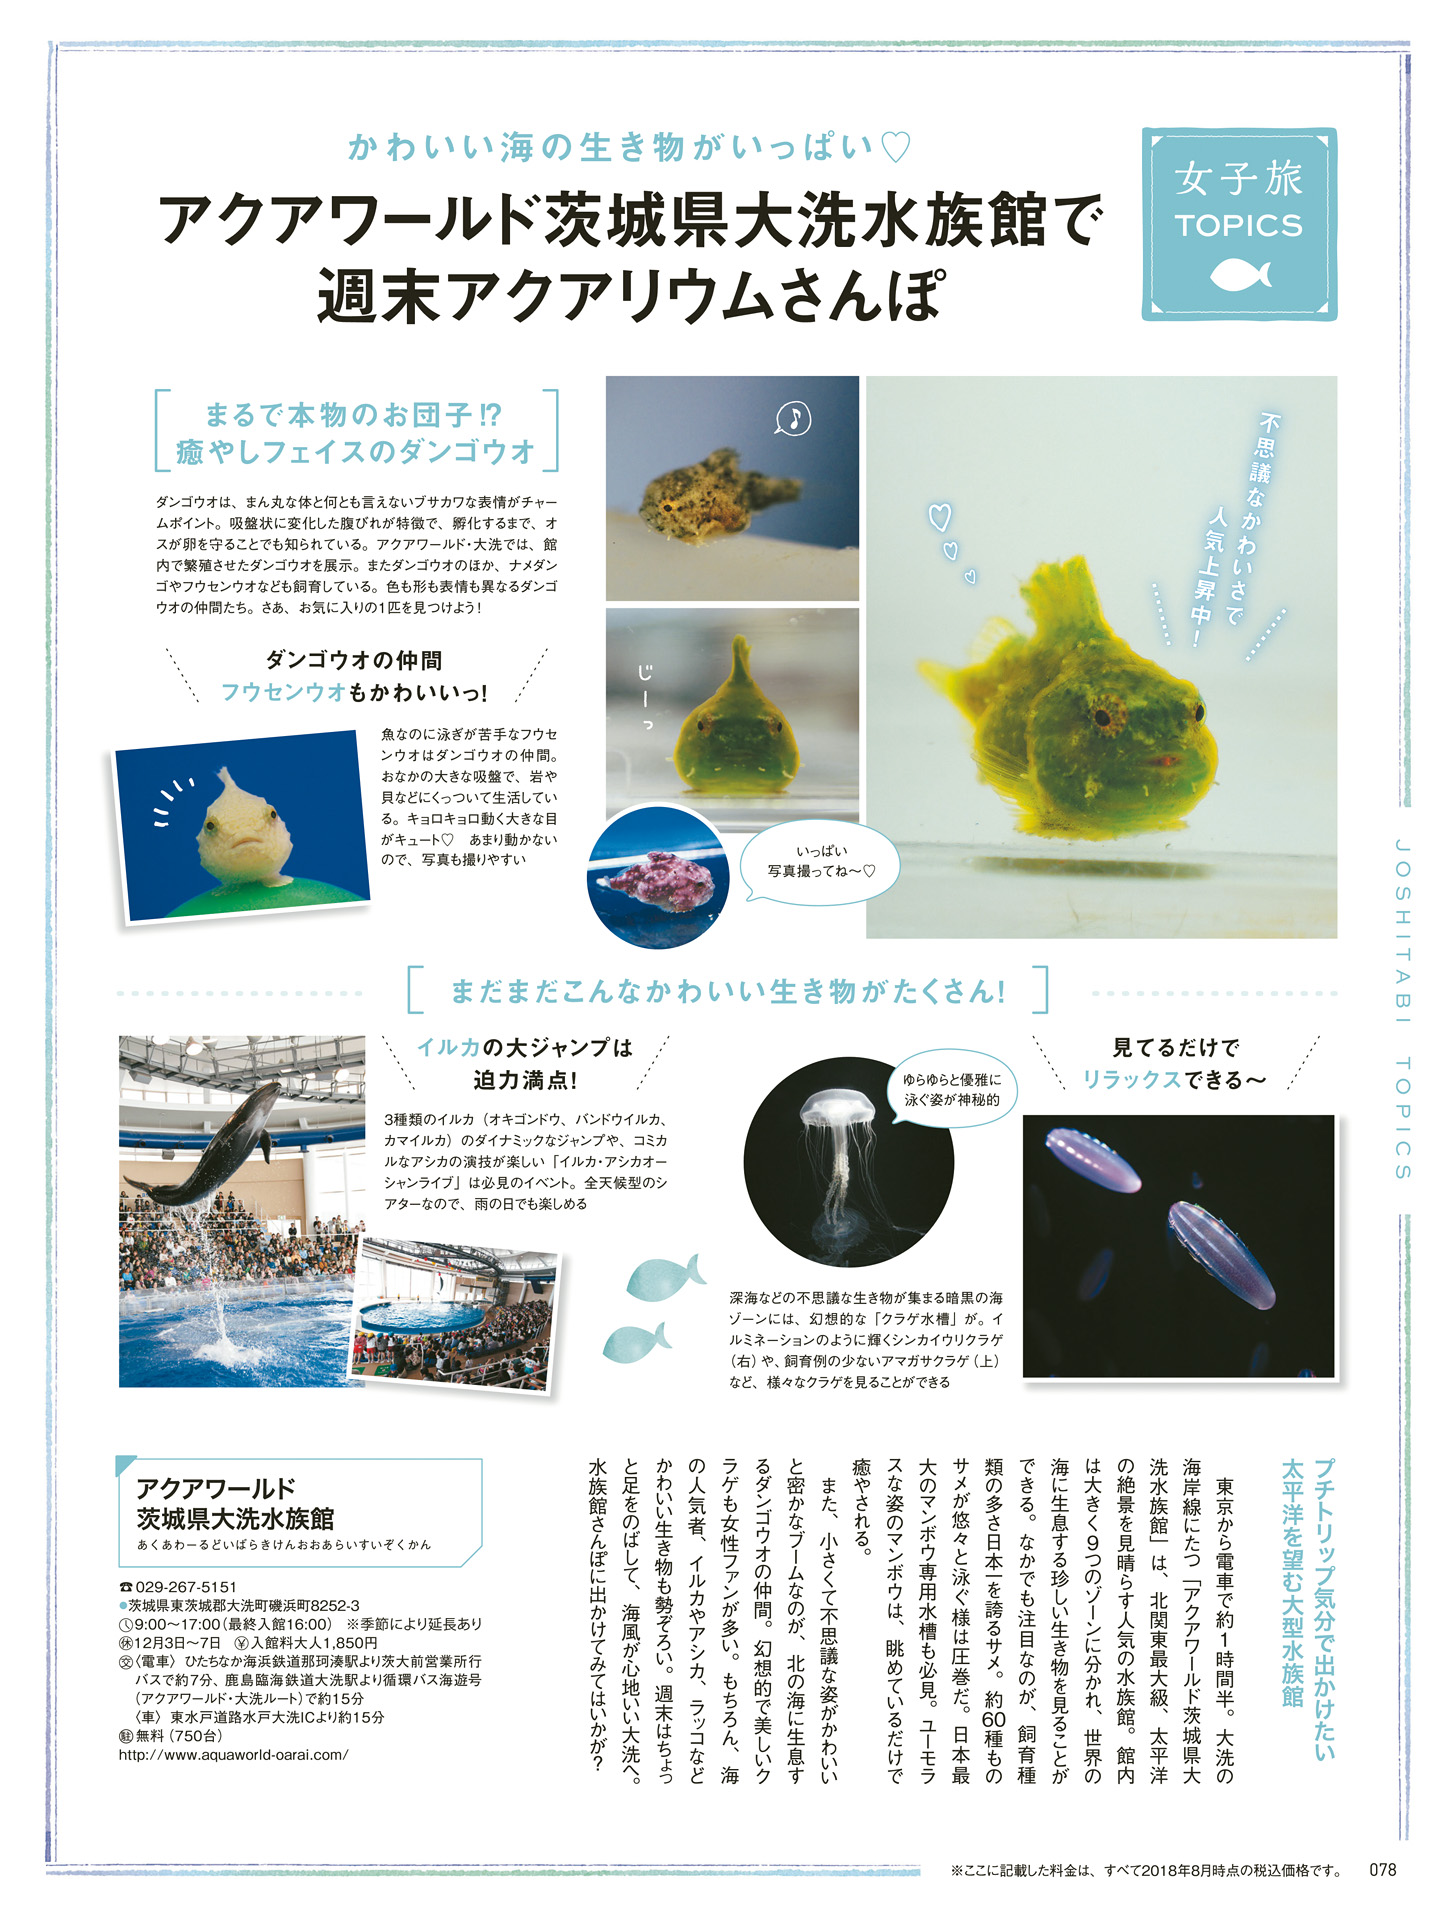 かわいい海の生き物がいっぱい♡
アクアワールド茨城県大洗水族館で
週末アクアリウムさんぽ
女子旅
TOPICS
まるで本物のお団子!?
癒やしフェイスのダンゴウオ
ダンゴウオは、まん丸な体と何とも言えないブサカワな表情がチャー
ムポイント。吸盤状に変化した腹びれが特徴で、孵化するまで、オ
スが卵を守ることでも知られている。アクアワールド・大洗では、館
内で繁殖させたダンゴウオを展示。またダンゴウオのほか、ナメダン
ゴやフウセンウオなども飼育している。色も形も表情も異なるダンゴ
ウオの仲間たち。さあ、お気に入りの1匹を見つけよう!
ダンゴウオの仲間
フウセンウオもかわいいっ!
魚なのに泳ぎが苦手なフウセ
ンウオはダンゴウオの仲間。
おなかの大きな吸盤で、岩や
貝などにくっついて生活してい
る。キョロキョロ動く大きな目
がキュート♡　あまり動かない
ので、写真も撮りやすい
じーっ
不思議なかわいさで
人気上昇中!
いっぱい
写真撮ってね〜♡
JOSHITABI TOPICS
まだまだこんなかわいい生き物がたくさん!
イルカの大ジャンプは
迫力満点!
3種類のイルカ（オキゴンドウ、バンドウイルカ、
カマイルカ）のダイナミックなジャンプや、コミカ
ルなアシカの演技が楽しい「イルカ・アシカオー
シャンライブ」は必見のイベント。全天候型のシ
アターなので、雨の日でも楽しめる
ゆらゆらと優雅に
泳ぐ姿が神秘的
見てるだけで
リラックスできる〜
深海などの不思議な生き物が集まる暗黒の海
ゾーンには、幻想的な「クラゲ水槽」が。イ
ルミネーションのように輝くシンカイウリクラゲ
（右）や、飼育例の少ないアマガサクラゲ（上）
など、様々なクラゲを見ることができる
プチトリップ気分で出かけたい
太平洋を望む大型水族館
東京から電車で約1時間半。大洗の
海岸線にたつ「アクアワールド茨城県大
洗水族館」は、北関東最大級、太平洋
の絶景を見晴らす人気の水族館。館内
は大きく9つのゾーンに分かれ、世界の
海に生息する珍しい生き物を見ることが
できる。なかでも注目なのが、飼育種
類の多さ日本一を誇るサメ。約60種もの
サメが悠々と泳ぐ様は圧巻だ。日本最
大のマンボウ専用水槽も必見。ユーモラ
スな姿のマンボウは、眺めているだけで
癒やされる。
また、小さくて不思議な姿がかわいい
と密かなブームなのが、北の海に生息す
るダンゴウオの仲間。幻想的で美しいク
ラゲも女性ファンが多い。もちろん、海
の人気者、イルカやアシカ、ラッコなど
かわいい生き物も勢ぞろい。週末はちょっ
と足をのばして、海風が心地いい大洗へ。
水族館さんぽに出かけてみてはいかが?
アクアワールド
茨城県大洗水族館
あくあわーるどいばらきけんおおあらいすいぞくかん
☎029-267-5151
●茨城県東茨城郡大洗町磯浜町8252-3
9:00〜17:00（最終入館16:00）　※季節により延長あり
㊡12月3日〜7日　¥入館料大人1,850円
交〈電車〉ひたちなか海浜鉄道那珂湊駅より茨大前営業所行
バスで約7分、鹿島臨海鉄道大洗駅より循環バス海遊号
（アクアワールド・大洗ルート）で約15分
〈車〉東水戸道路水戸大洗ICより約15分
駐無料（750台）
http://www.aquaworld-oarai.com/
※ここに記載した料金は、すべて2018年8月時点の税込価格です。
078